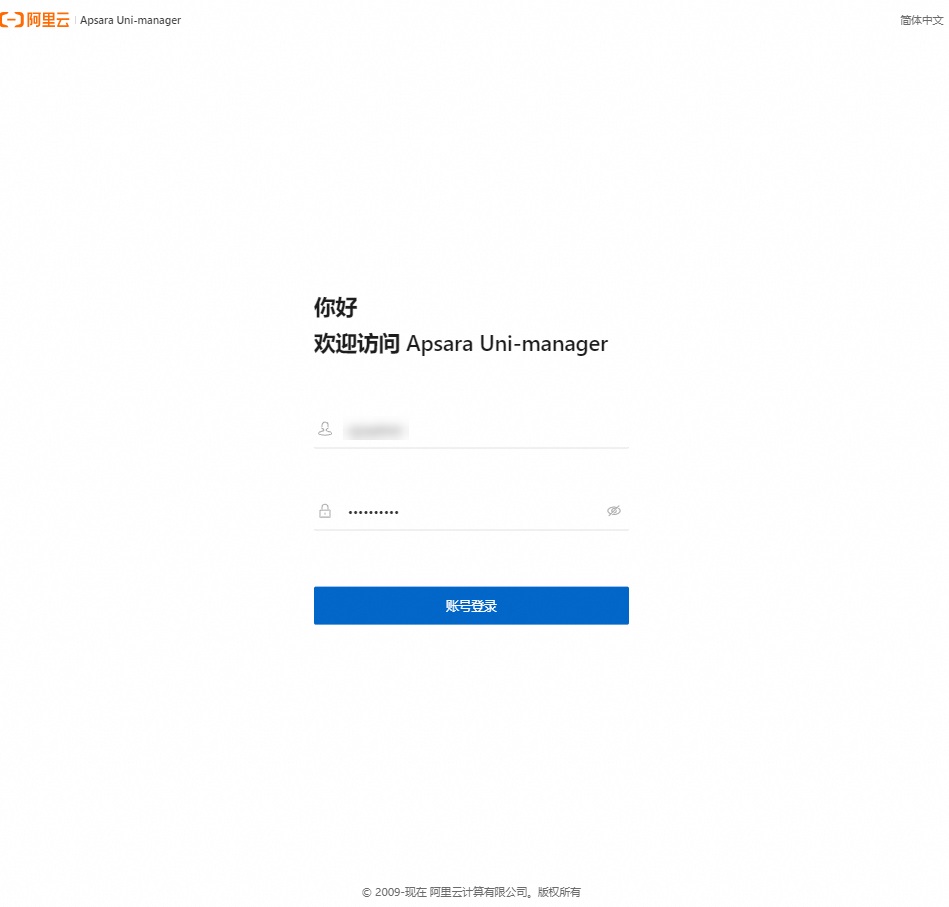 阿里云 Apsara Uni-manager
简体中文
你好
欢迎访问 Apsara Uni-manager
••••••••••
账号登录
© 2009-现在 阿里云计算有限公司。版权所有